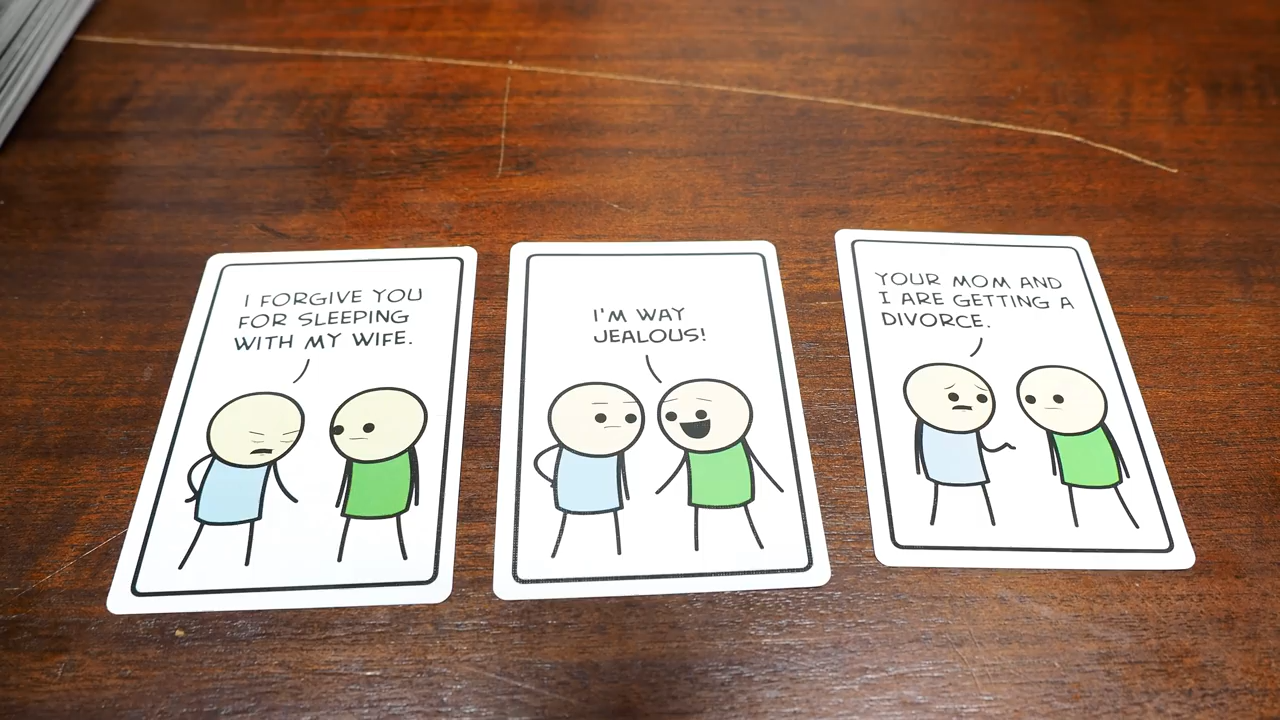 I FORGIVE YOU
FOR SLEEPING
WITH MY WIFE.
I'M WAY
JEALOUS!
YOUR MOM AND
I ARE GETTING A
DIVORCE.